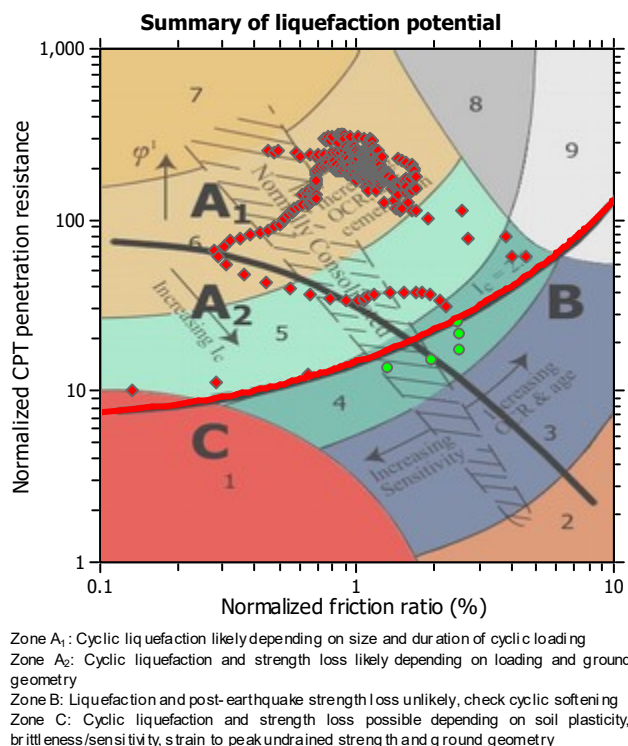 Summary of liquefaction potential
1,000
100
10
1
Normalized CPT penetration resistance
7
8
9
φ'
A1
Normally Consolidated
Increasing
OCR
6
A2
Increasing Ic
5
B
4
C
1
Increasing
Sensitivity
Increasing
OCR & age
3
2
0.1
1
10
Normalized friction ratio (%)
Zone A1: Cyclic liquefaction likely depending on size and duration of cyclic loading
Zone A2: Cyclic liquefaction and strength loss likely depending on loading and ground
geometry
Zone B: Liquefaction and post-earthquake strength loss unlikely, check cyclic softening
Zone C: Cyclic liquefaction and strength loss possible depending on soil plasticity,
brittleness/sensitivity, strain to peak undrained strength and ground geometry